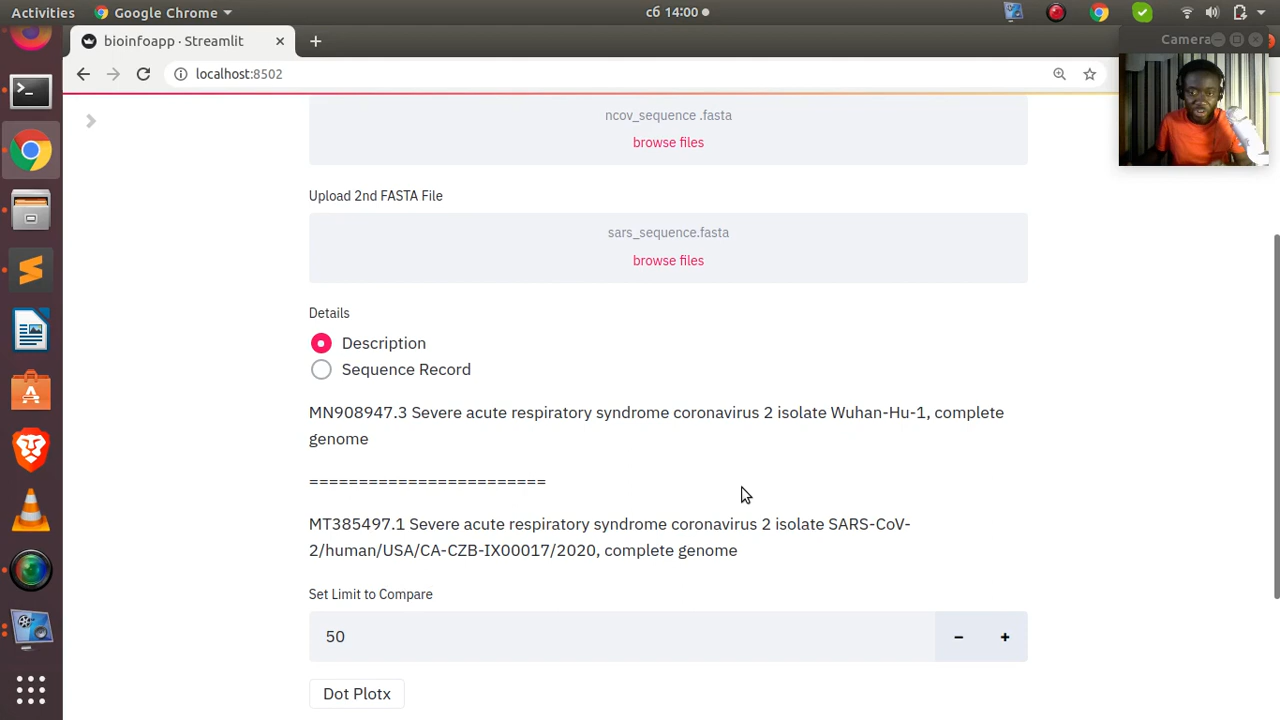 Activities
Google Chrome
сб 14:00
bioinfoapp · Streamlit
Camera
localhost:8502
ncov_sequence .fasta
browse files
Upload 2nd FASTA File
sars_sequence.fasta
browse files
Details
Description
Sequence Record
MN908947.3 Severe acute respiratory syndrome coronavirus 2 isolate Wuhan-Hu-1, complete
genome
========================
MT385497.1 Severe acute respiratory syndrome coronavirus 2 isolate SARS-CoV-
2/human/USA/CA-CZB-IX00017/2020, complete genome
Set Limit to Compare
50
Dot Plotx